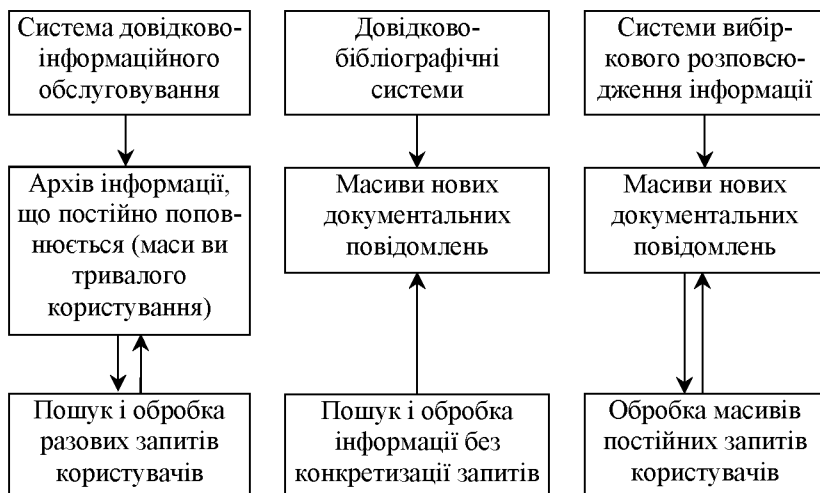 Система довідково-
інформаційного
обслуговування
Архів інформації,
що постійно попов-
нюється (маси ви
тривалого
користування)
Пошук і обробка
разових запитів
користувачів
Довідково-
бібліографічні
системи
Масиви нових
документальних
повідомлень
Пошук і обробка
інформації без
конкретизації запитів
Системи вибір-
кового розповсю-
дження інформації
Масиви нових
документальних
повідомлень
Обробка масивів
постійних запитів
користувачів